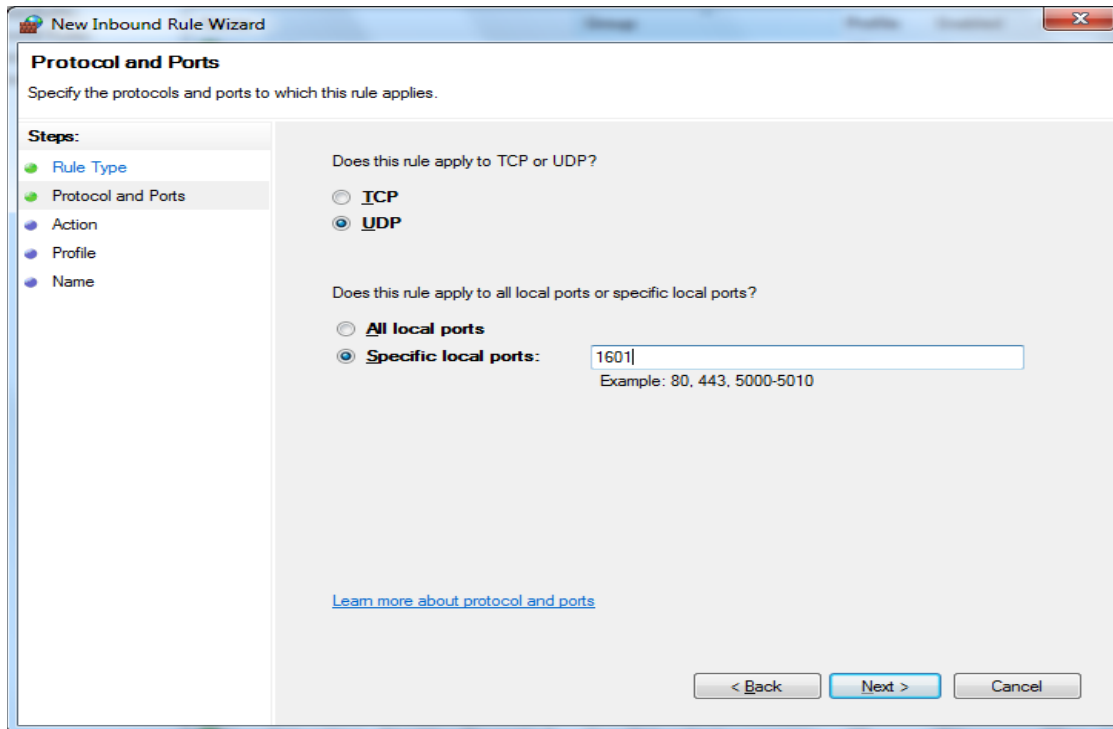 New Inbound Rule Wizard
Group
Profile
Enabled
Protocol and Ports
Specify the protocols and ports to which this rule applies.
Steps:
Rule Type
Protocol and Ports
Action
Profile
Name
Does this rule apply to TCP or UDP?
TCP
UDP
Does this rule apply to all local ports or specific local ports?
All local ports
Specific local ports: 1601
Example: 80, 443, 5000-5010
Learn more about protocol and ports
< Back Next > Cancel